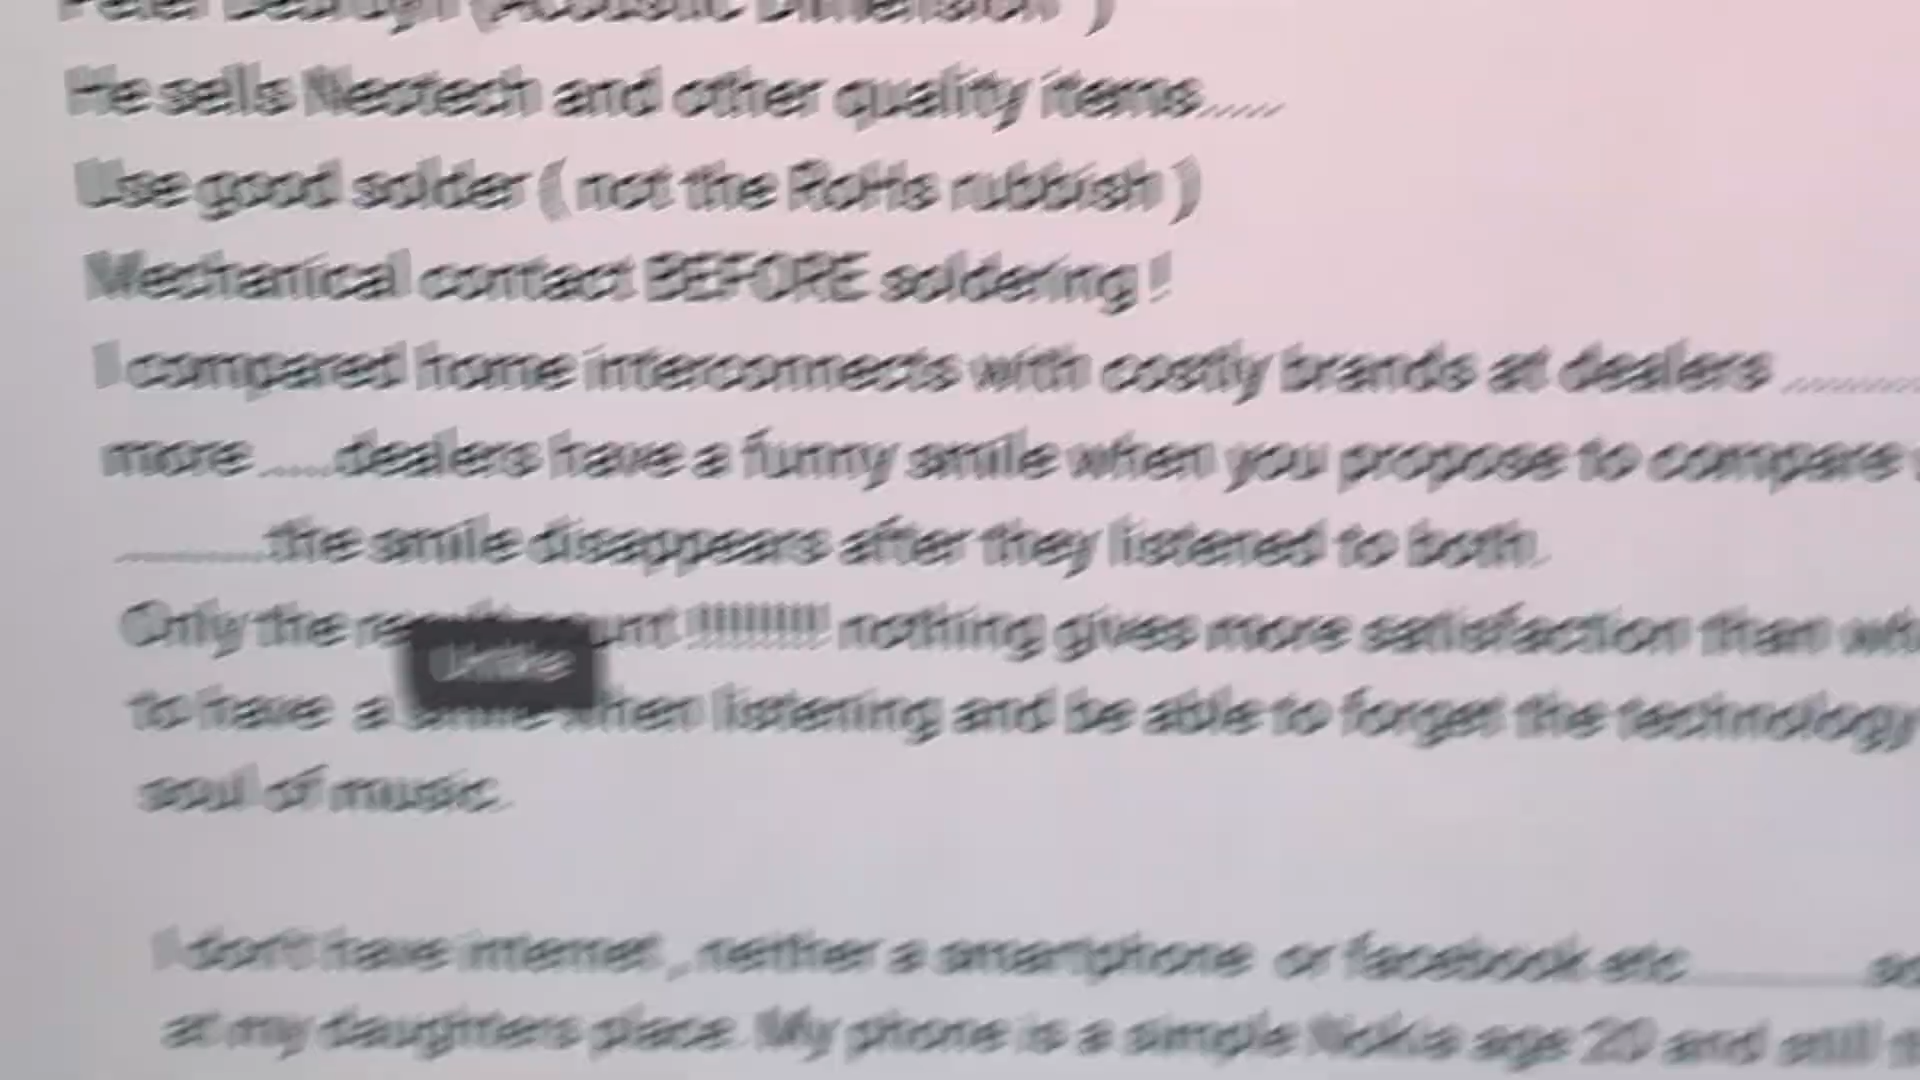 Peter (Acoustic Dimension )
He sells Neotech and other quality items.....
Use good solder ( not the RoHs rubbish )
Mechanical contact BEFORE soldering !
I compared home interconnects with costly brands at dealers ..........
more .....dealers have a funny smile when you propose to compare
..........the smile disappears after they listened to both.
Only the !!!!!!!!! nothing gives more satisfaction than
Unlike
to have a smile when listening and be able to forget the technology
soul of music.
I don't have internet , neither a smartphone or facebook etc
at my daughters place. My phone is a simple Nokia age 20 and still